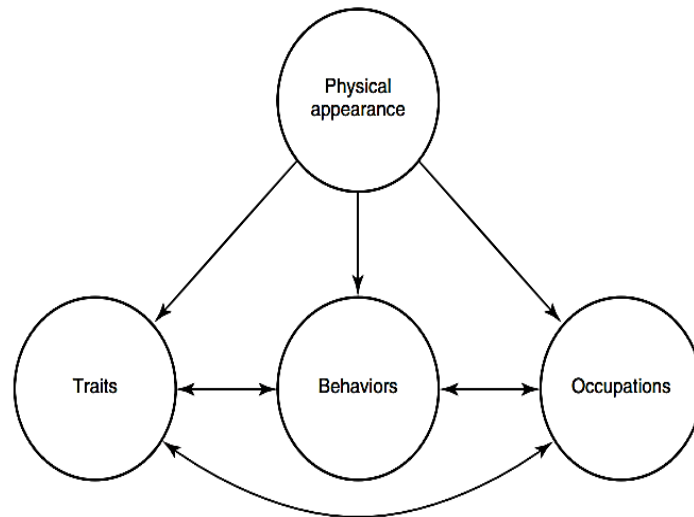 Physical
appearance
Traits
Behaviors
Occupations